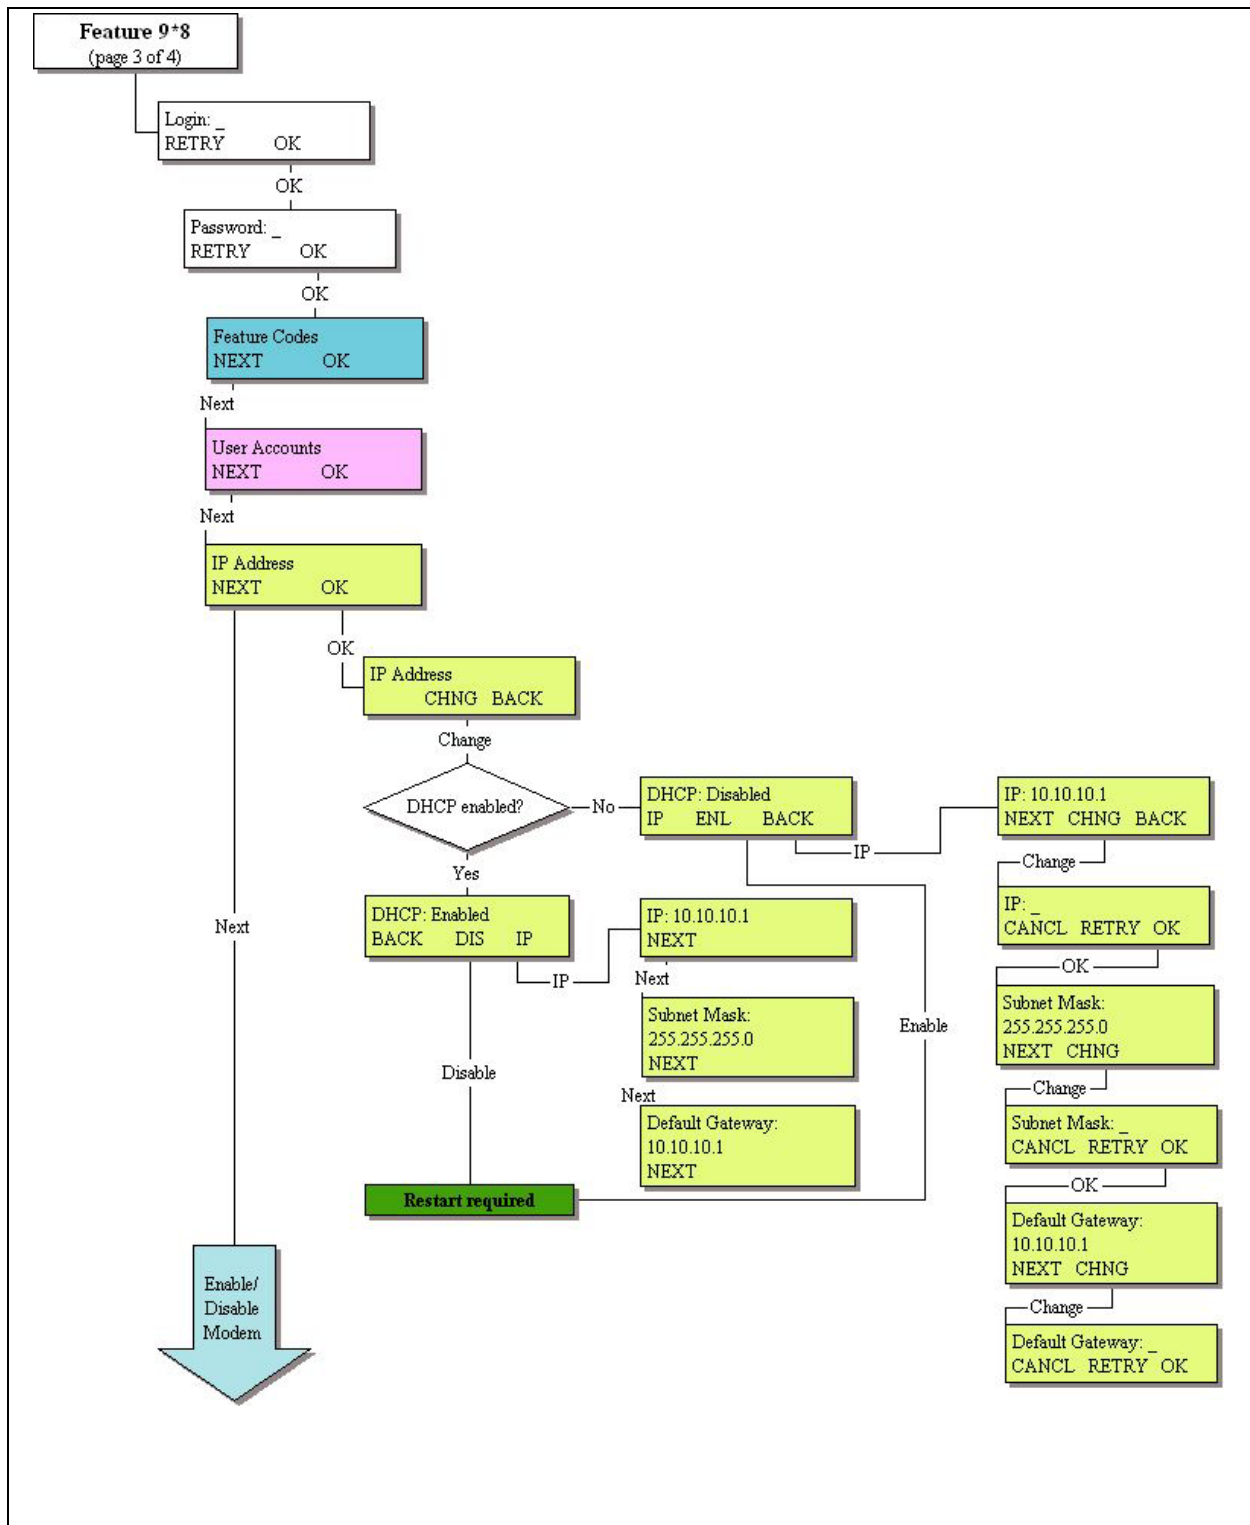 Feature 9*8
(page 3 of 4)
Login: _
RETRY OK
OK
Password: _
RETRY OK
OK
Feature Codes
NEXT OK
Next
User Accounts
NEXT OK
Next
IP Address
NEXT OK
OK
IP Address
CHNG BACK
Change
DHCP enabled?
No
DHCP: Disabled
IP ENL BACK
IP
IP: 10.10.10.1
NEXT CHNG BACK
Change
IP: _
CANCL RETRY OK
OK
Subnet Mask:
255.255.255.0
NEXT CHNG
Change
Subnet Mask: _
CANCL RETRY OK
OK
Default Gateway:
10.10.10.1
NEXT CHNG
Change
Default Gateway: _
CANCL RETRY OK
Yes
DHCP: Enabled
BACK DIS IP
IP
IP: 10.10.10.1
NEXT
Next
Subnet Mask:
255.255.255.0
NEXT
Next
Default Gateway:
10.10.10.1
NEXT
Enable
Disable
Restart required
Next
Enable/
Disable
Modem